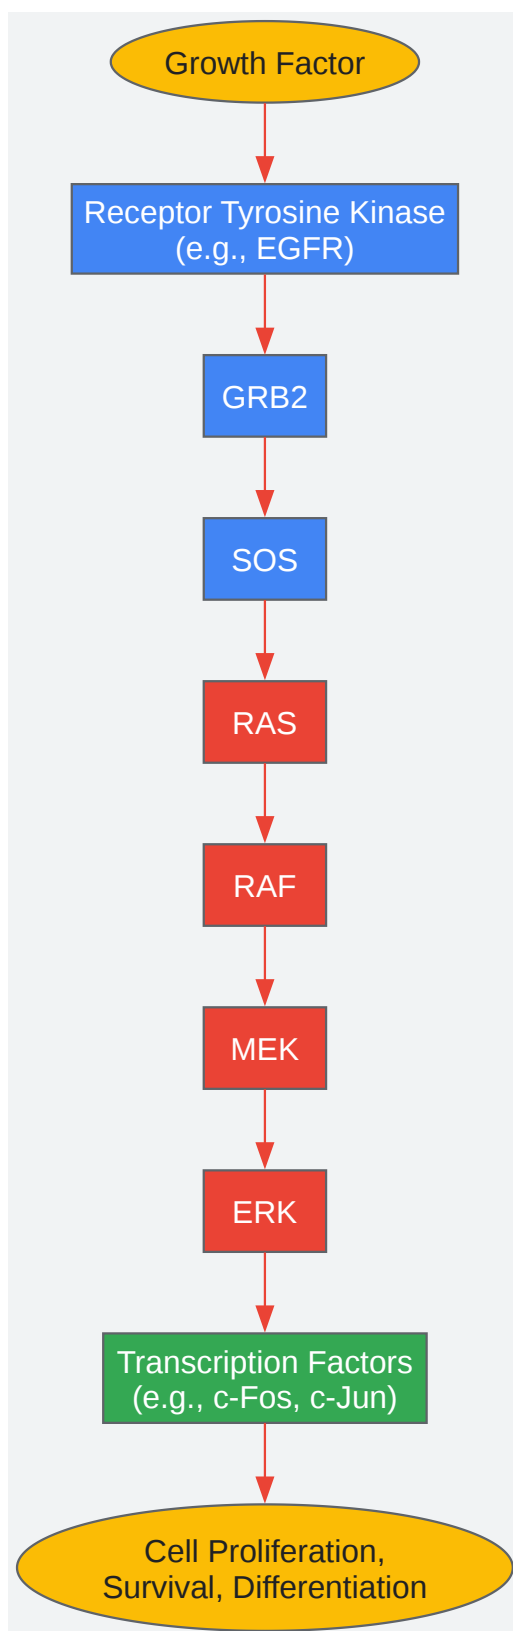 Growth Factor
Receptor Tyrosine Kinase
(e.g., EGFR)
GRB2
SOS
RAS
RAF
MEK
ERK
Transcription Factors
(e.g., c-Fos, c-Jun)
Cell Proliferation,
Survival, Differentiation